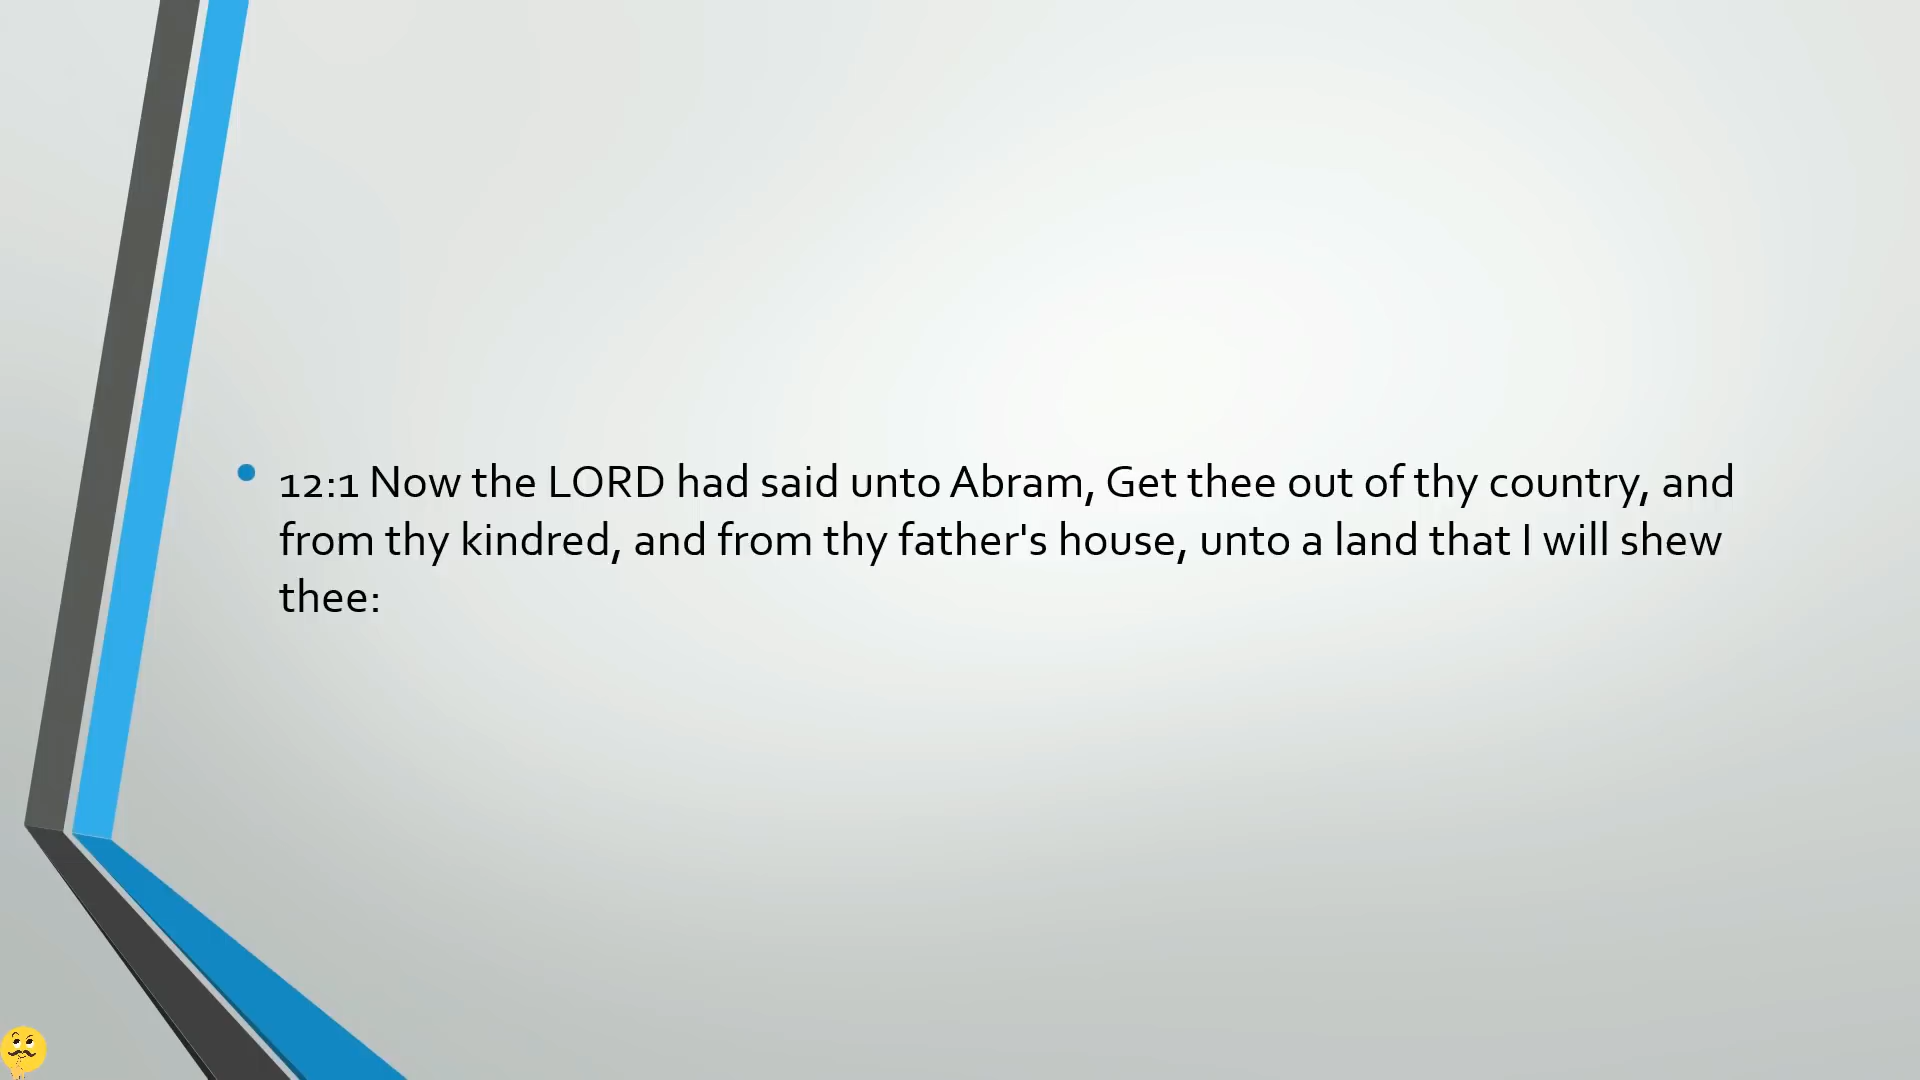 12:1 Now the LORD had said unto Abram, Get thee out of thy country, and
from thy kindred, and from thy father's house, unto a land that I will shew
thee: